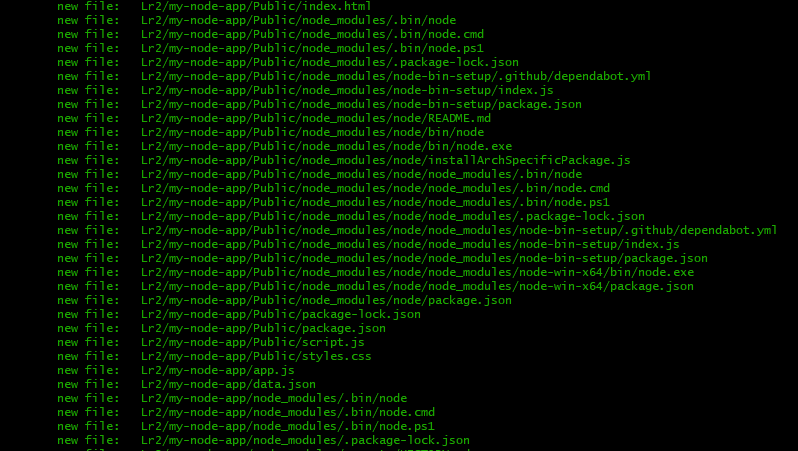 new file:   Lr2/my-node-app/Public/index.html
new file:   Lr2/my-node-app/Public/node_modules/.bin/node
new file:   Lr2/my-node-app/Public/node_modules/.bin/node.cmd
new file:   Lr2/my-node-app/Public/node_modules/.bin/node.ps1
new file:   Lr2/my-node-app/Public/node_modules/.package-lock.json
new file:   Lr2/my-node-app/Public/node_modules/node-bin-setup/.github/dependabot.yml
new file:   Lr2/my-node-app/Public/node_modules/node-bin-setup/index.js
new file:   Lr2/my-node-app/Public/node_modules/node-bin-setup/package.json
new file:   Lr2/my-node-app/Public/node_modules/node/README.md
new file:   Lr2/my-node-app/Public/node_modules/node/bin/node
new file:   Lr2/my-node-app/Public/node_modules/node/bin/node.exe
new file:   Lr2/my-node-app/Public/node_modules/node/installArchSpecificPackage.js
new file:   Lr2/my-node-app/Public/node_modules/node/node_modules/.bin/node
new file:   Lr2/my-node-app/Public/node_modules/node/node_modules/.bin/node.cmd
new file:   Lr2/my-node-app/Public/node_modules/node/node_modules/.bin/node.ps1
new file:   Lr2/my-node-app/Public/node_modules/node/node_modules/.package-lock.json
new file:   Lr2/my-node-app/Public/node_modules/node/node_modules/node-bin-setup/.github/dependabot.yml
new file:   Lr2/my-node-app/Public/node_modules/node/node_modules/node-bin-setup/index.js
new file:   Lr2/my-node-app/Public/node_modules/node/node_modules/node-bin-setup/package.json
new file:   Lr2/my-node-app/Public/node_modules/node/node_modules/node-win-x64/bin/node.exe
new file:   Lr2/my-node-app/Public/node_modules/node/node_modules/node-win-x64/package.json
new file:   Lr2/my-node-app/Public/node_modules/node/package.json
new file:   Lr2/my-node-app/Public/package-lock.json
new file:   Lr2/my-node-app/Public/package.json
new file:   Lr2/my-node-app/Public/script.js
new file:   Lr2/my-node-app/Public/styles.css
new file:   Lr2/my-node-app/app.js
new file:   Lr2/my-node-app/data.json
new file:   Lr2/my-node-app/node_modules/.bin/node
new file:   Lr2/my-node-app/node_modules/.bin/node.cmd
new file:   Lr2/my-node-app/node_modules/.bin/node.ps1
new file:   Lr2/my-node-app/node_modules/.package-lock.json